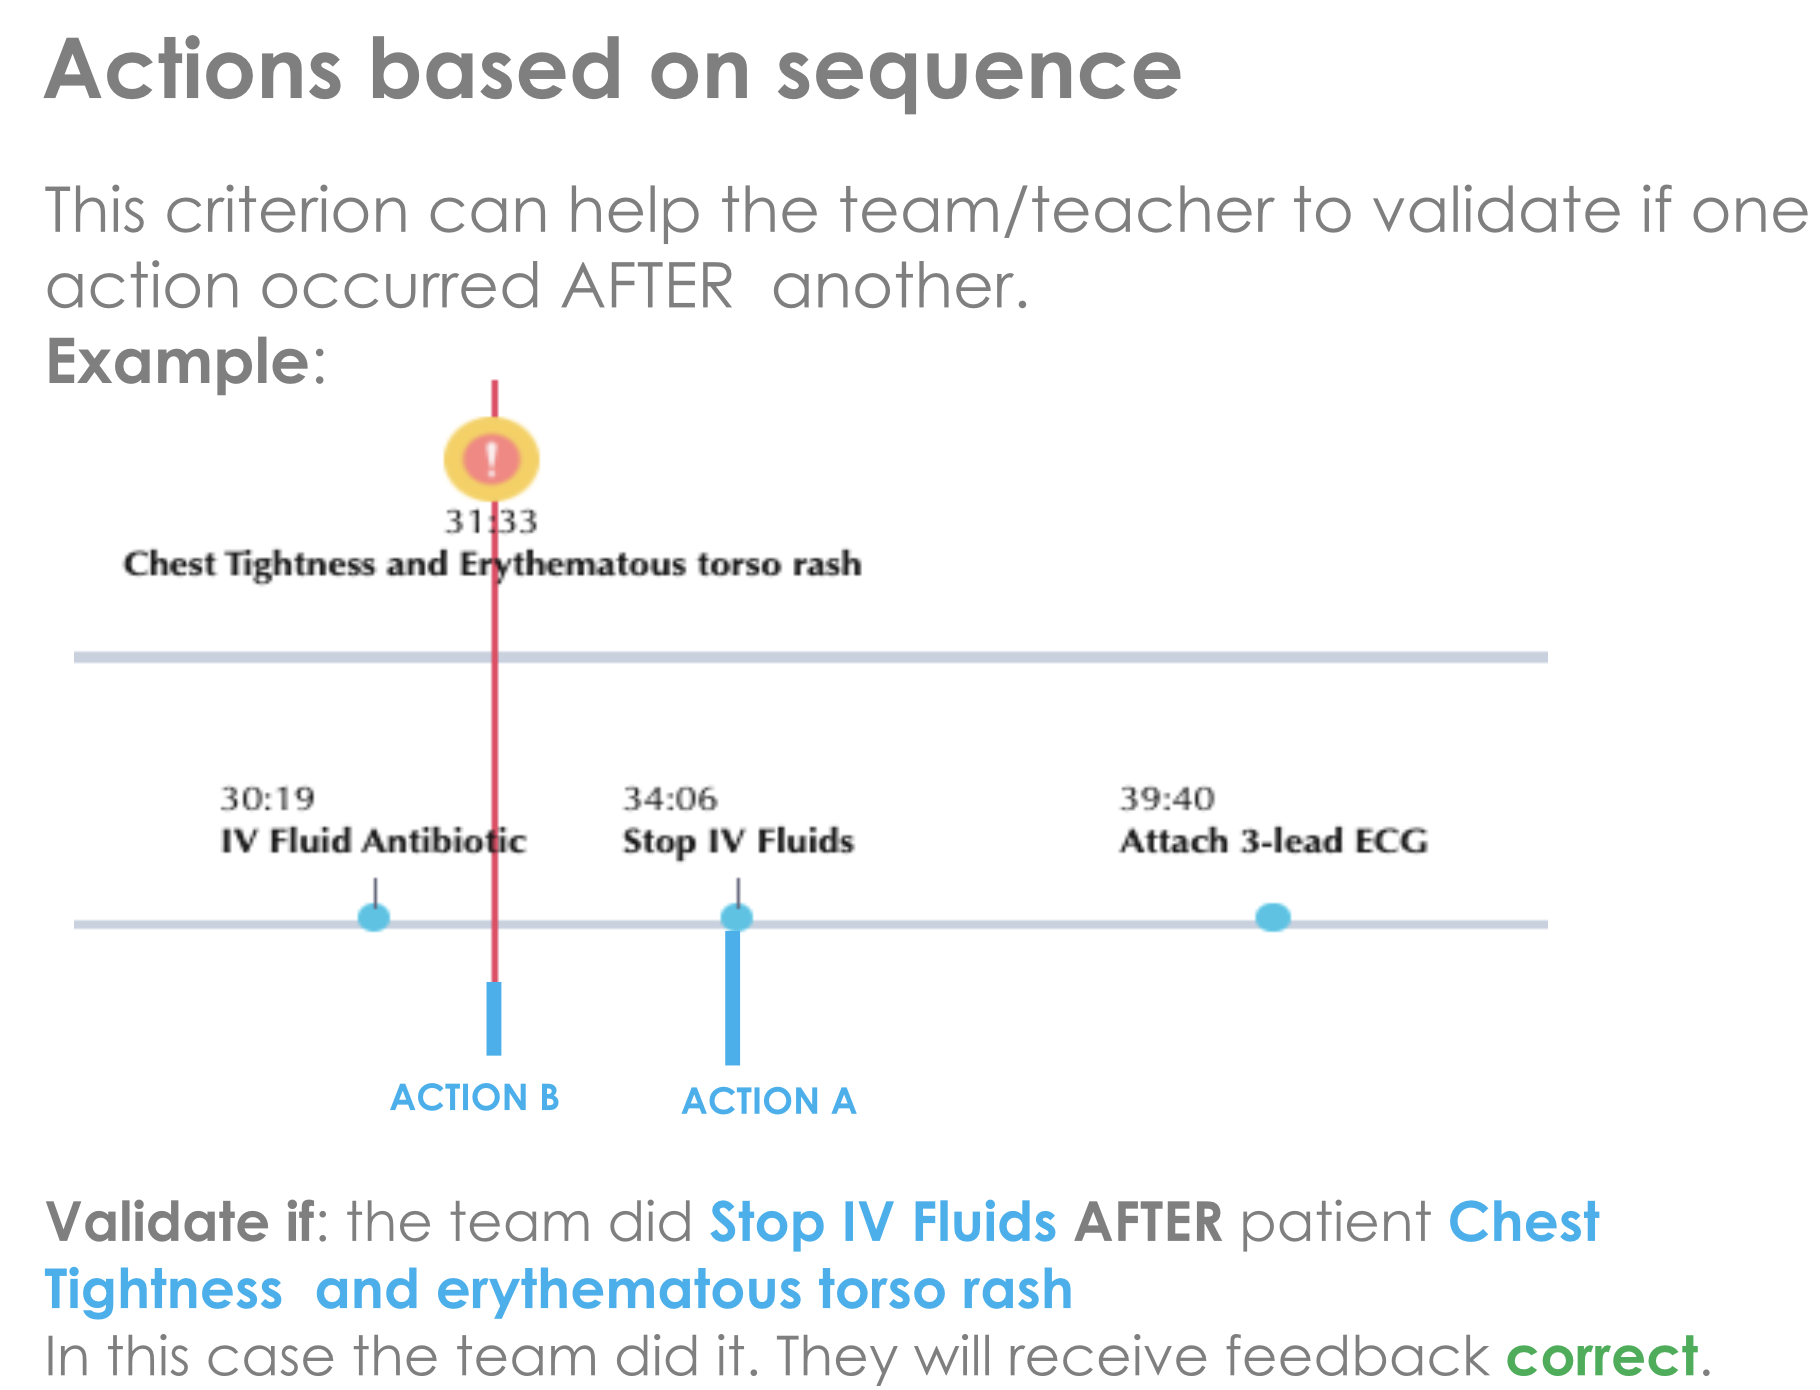 Actions based on sequence
This criterion can help the team/teacher to validate if one
action occurred AFTER another.
Example:
!
31:33
Chest Tightness and Erythematous torso rash
30:19
IV Fluid Antibiotic
34:06
Stop IV Fluids
39:40
Attach 3-lead ECG
ACTION B
ACTION A
Validate if: the team did Stop IV Fluids AFTER patient Chest
Tightness and erythematous torso rash
In this case the team did it. They will receive feedback correct.